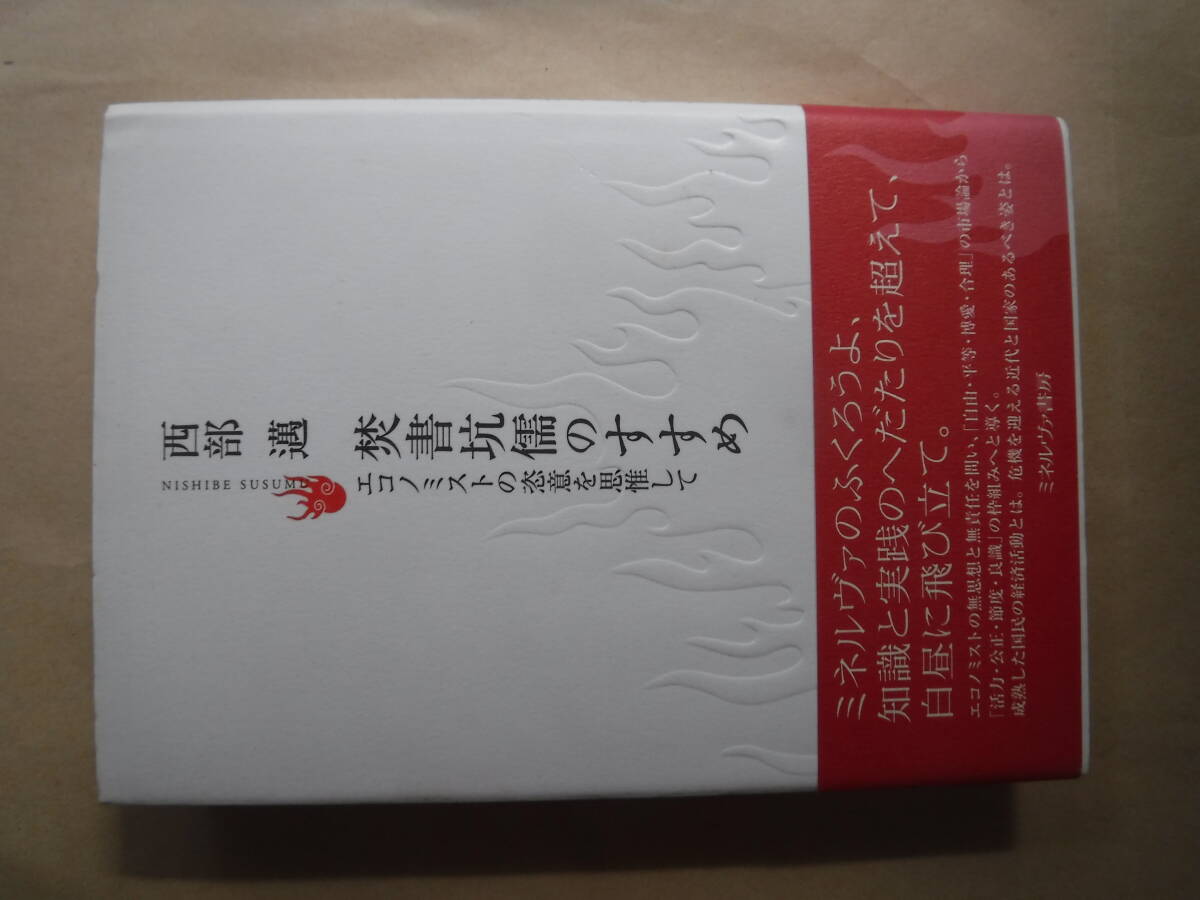 西部 邁
NISHIBE SUSUMU
焚書坑儒のすすめ
エコノミストの恣意を思惟して
ミネルヴァのふくろうよ、
知識と実践のへだたりを超えて、
白昼に飛び立て。
エコノミストの無思想と無責任を問い、「自由・平等・博愛・合理」の市場論から
「活力・公正・節度・良識」の枠組みへと導く。
成熟した国民の経済活動とは。危機を迎える近代と国家のあるべき姿とは。
ミネルヴァ書房